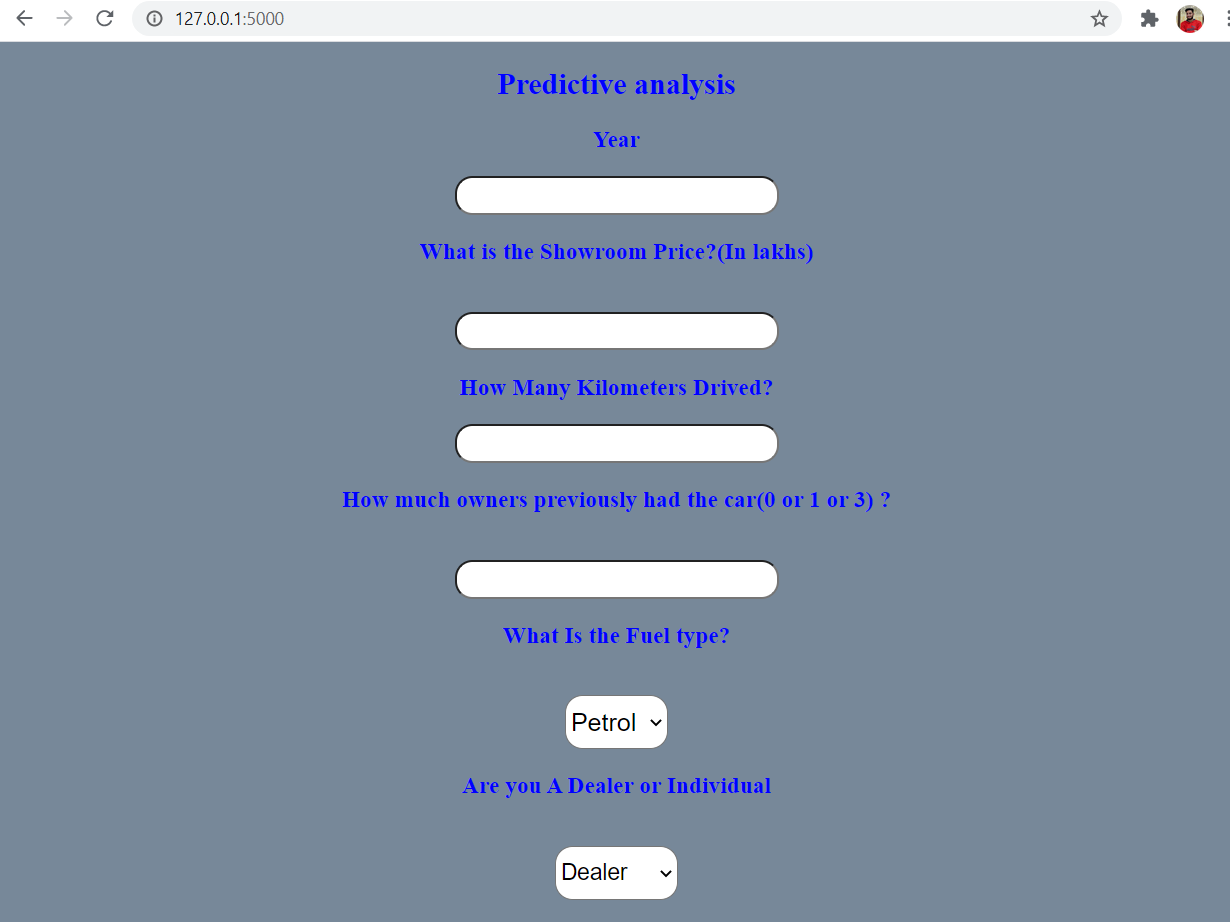 127.0.0.1:5000
Predictive analysis
Year
What is the Showroom Price?(In lakhs)
How Many Kilometers Drived?
How much owners previously had the car(0 or 1 or 3) ?
What Is the Fuel type?
Petrol
Are you A Dealer or Individual
Dealer